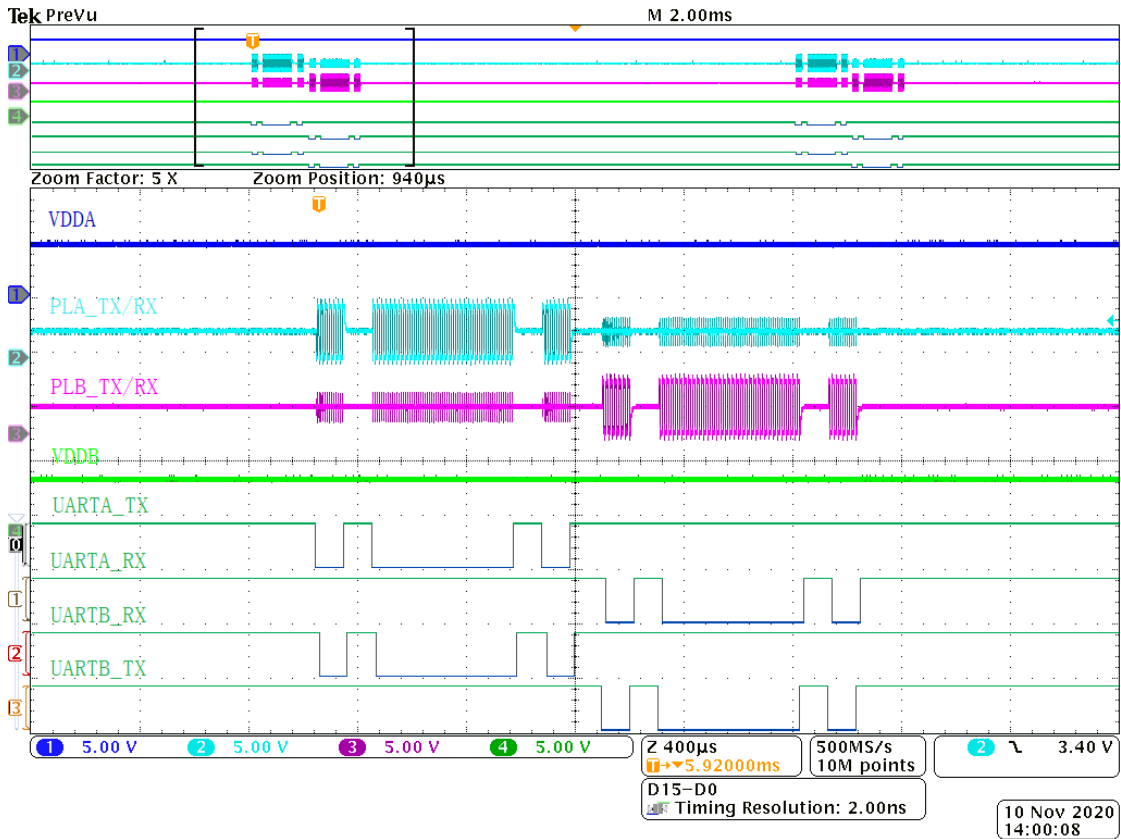 Tek PreVu M 2.00ms
T
1
2
3
4
Zoom Factor: 5 X Zoom Position: 940µs
T
VDDA
1
PLA_TX/RX
2
PLB_TX/RX
3
VDDB
UARTA_TX
4
0
UARTA_RX
1
UARTB_RX
2
UARTB_TX
3
1 5.00 V 2 5.00 V 3 5.00 V 4 5.00 V
Z 400µs
T→▼5.92000ms
500MS/s
10M points
2 3.40 V
D15-D0
Timing Resolution: 2.00ns
10 Nov 2020
14:00:08